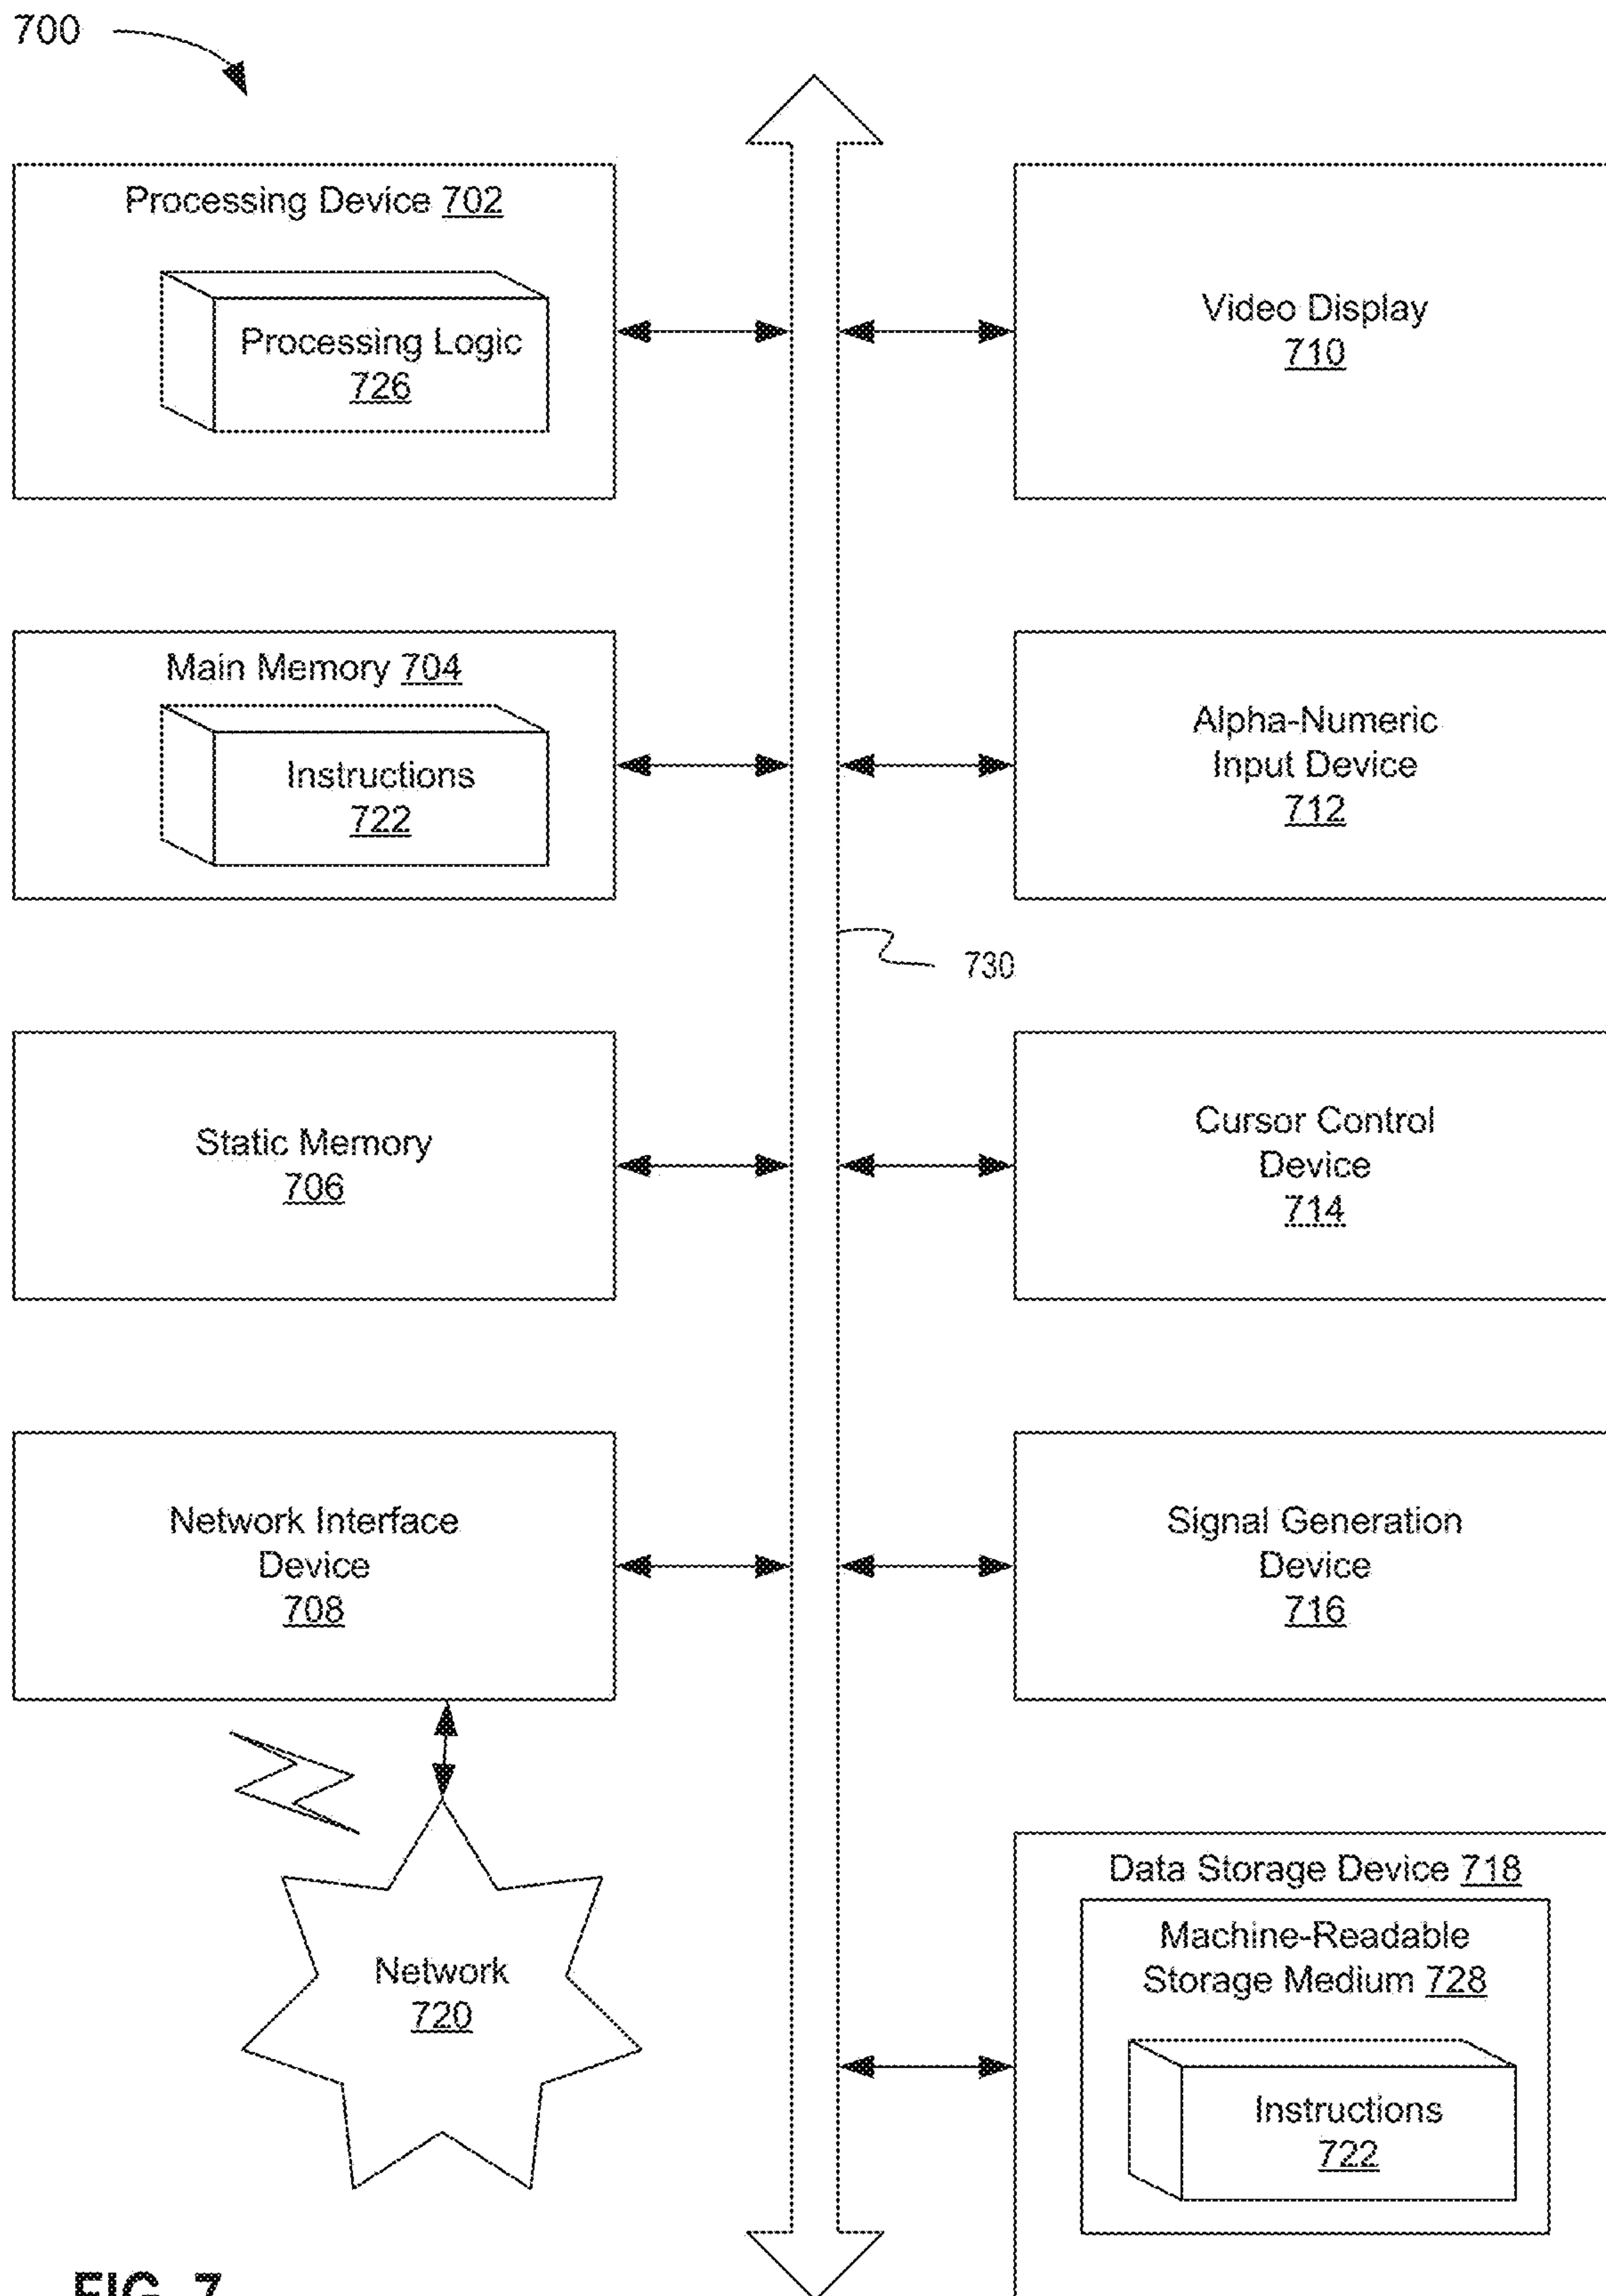 700
Processing Device 702
Processing Logic
726
Video Display
710
Main Memory 704
Instructions
722
Alpha-Numeric
Input Device
712
730
Static Memory
706
Cursor Control
Device
714
Network Interface
Device
708
Signal Generation
Device
716
Network
720
Data Storage Device 718
Machine-Readable
Storage Medium 728
Instructions
722
FIG. 7